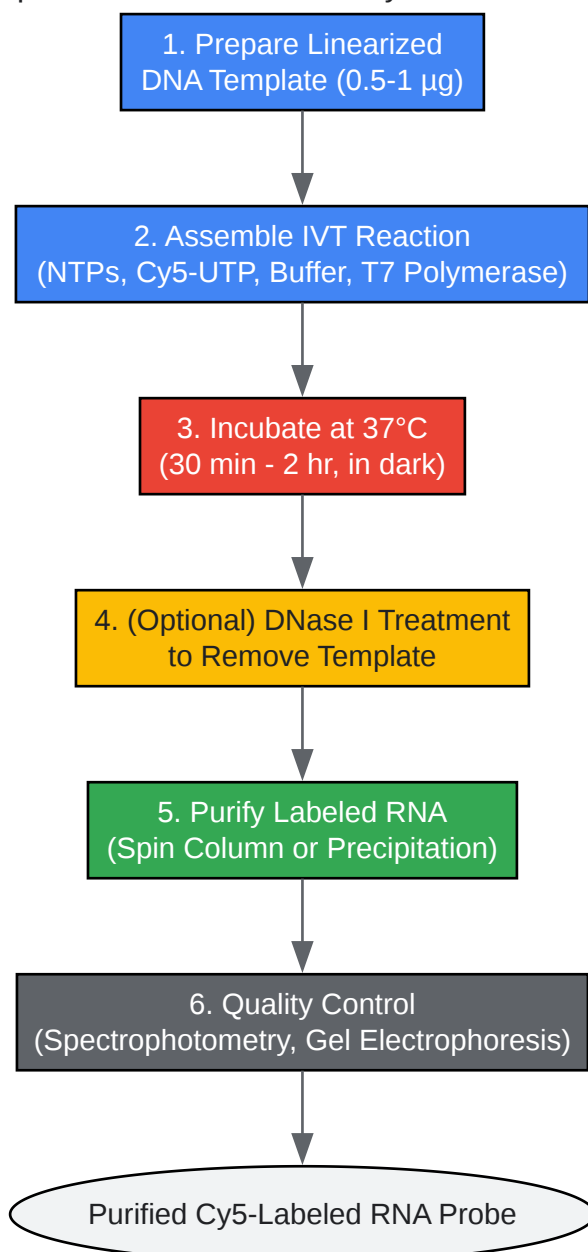 1. Prepare Linearized
DNA Template (0.5-1 µg)
2. Assemble IVT Reaction
(NTPs, Cy5-UTP, Buffer, T7 Polymerase)
3. Incubate at 37°C
(30 min - 2 hr, in dark)
4. (Optional) DNase I Treatment
to Remove Template
5. Purify Labeled RNA
(Spin Column or Precipitation)
6. Quality Control
(Spectrophotometry, Gel Electrophoresis)
Purified Cy5-Labeled RNA Probe